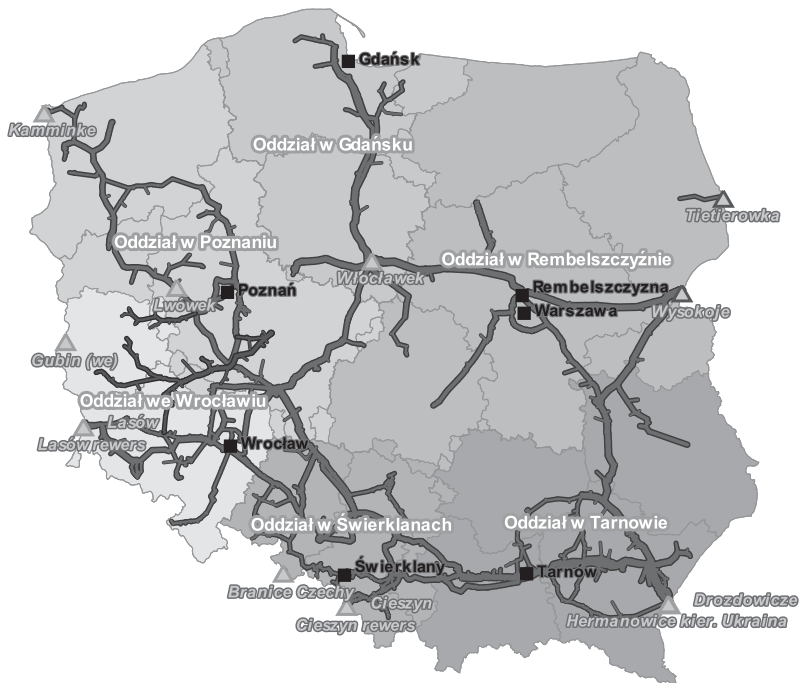 Gdańsk
Kamminke
Oddział w Gdańsku
Tietierowka
Oddział w Poznaniu
Oddział w Rembelszczyźnie
Włocławek
Rembelszczyzna
Poznań
Lwówek
Warszawa
Wysokoje
Gubin (we)
Oddział we Wrocławiu
Lasów
Lasów rewers
Wrocław
Oddział w Świerklanach
Oddział w Tarnowie
Świerklany
Tarnów
Branice Czechy
Cieszyn
Cieszyn rewers
Drozdowicze
Hermanowice kier. Ukraina